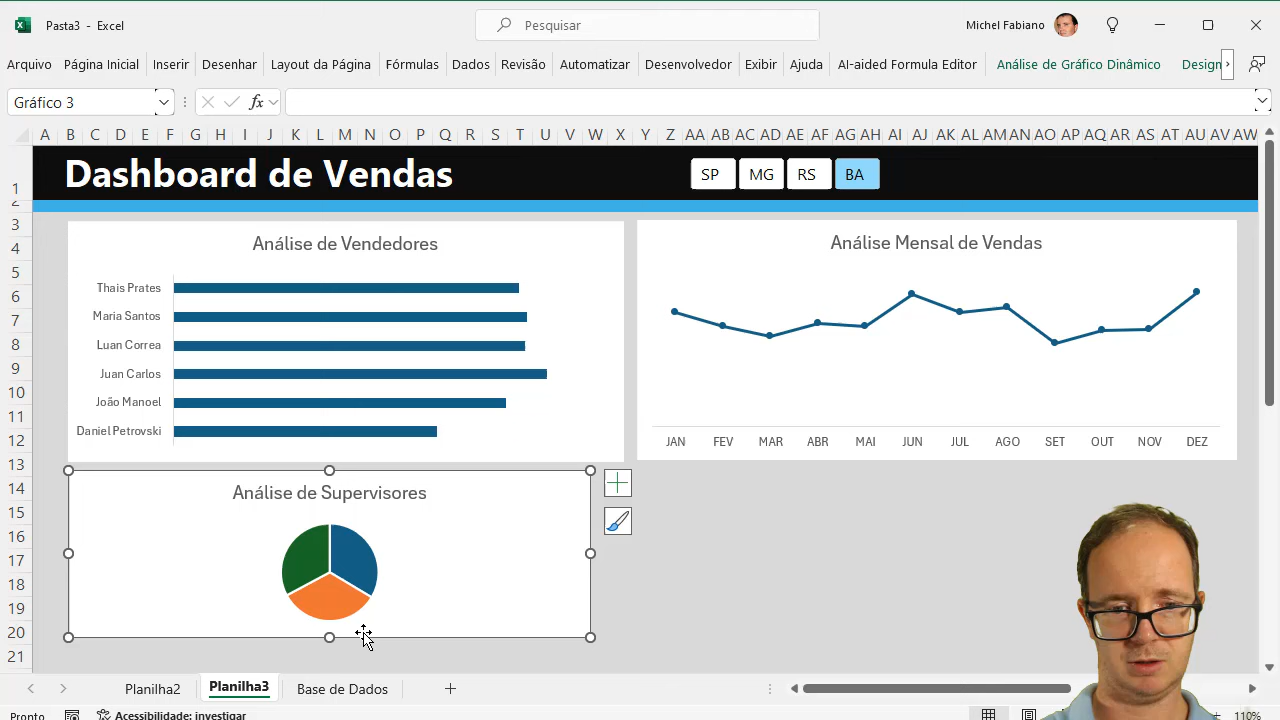 Pasta3 - Excel
Pesquisar
Michel Fabiano
Arquivo Página Inicial Inserir Desenhar Layout da Página Fórmulas Dados Revisão Automatizar Desenvolvedor Exibir Ajuda AI-aided Formula Editor Análise de Gráfico Dinâmico Design
Gráfico 3 fx
A B C D E F G H I J K L M N O P Q R S T U V W X Y Z AA AB AC AD AE AF AG AH AI AJ AK AL AM AN AO AP AQ AR AS AT AU AV AW
1
2
3
4
5
6
7
8
9
10
11
12
13
14
15
16
17
18
19
20
21
Dashboard de Vendas
SP MG RS BA
Análise de Vendedores
Thais Prates
Maria Santos
Luan Correa
Juan Carlos
João Manoel
Daniel Petrovski
Análise Mensal de Vendas
JAN FEV MAR ABR MAI JUN JUL AGO SET OUT NOV DEZ
Análise de Supervisores
Planilha2 Planilha3 Base de Dados
Pronto Acessibilidade: investigar 110%